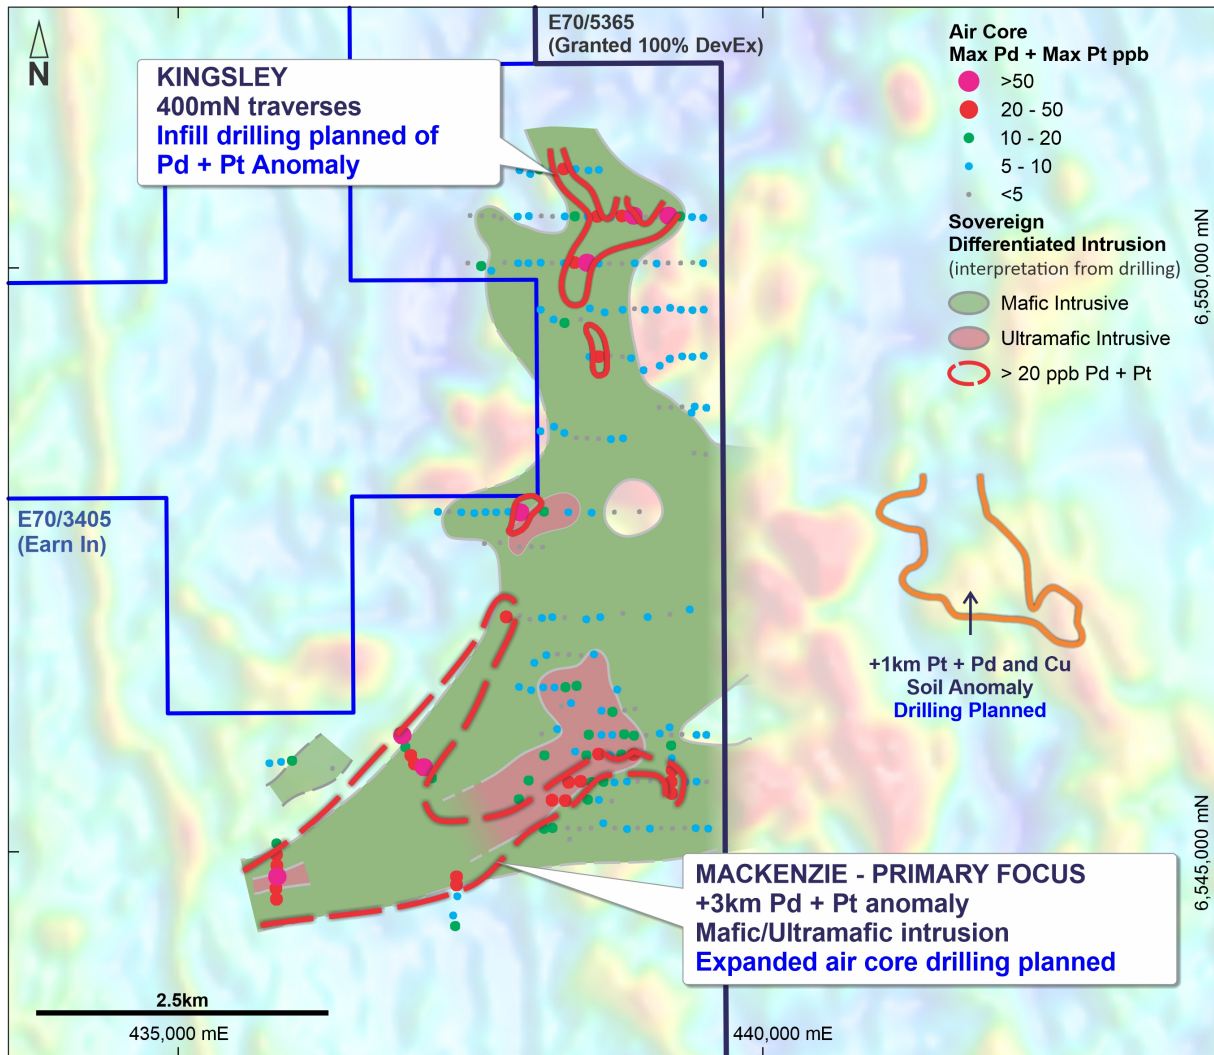 N
E70/5365
(Granted 100% DevEx)
KINGSLEY
400mN traverses
Infill drilling planned of
Pd + Pt Anomaly
Air Core
Max Pd + Max Pt ppb
>50
20 - 50
10 - 20
5 - 10
<5
Sovereign
Differentiated Intrusion
(interpretation from drilling)
Mafic Intrusive
Ultramafic Intrusive
> 20 ppb Pd + Pt
6,550,000 mN
E70/3405
(Earn In)
+1km Pt + Pd and Cu
Soil Anomaly
Drilling Planned
6,545,000 mN
MACKENZIE - PRIMARY FOCUS
+3km Pd + Pt anomaly
Mafic/Ultramafic intrusion
Expanded air core drilling planned
2.5km
435,000 mE
440,000 mE